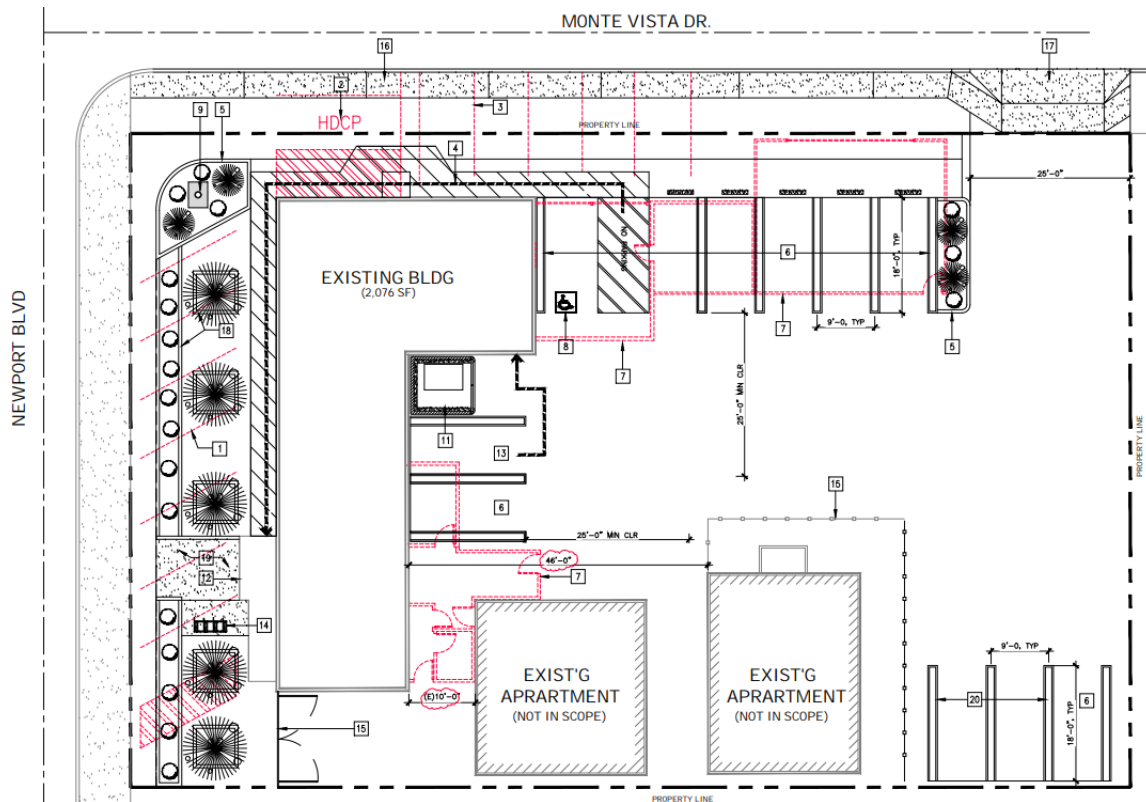 MONTE VISTA DR.
16
17
2
9
5
3
HDCP
PROPERTY LINE
4
25'-0"
EXISTING BLDG
(2,076 SF)
NO PARKING
6
18'-0", TYP
NEWPORT BLVD
18
8
7
9'-0, TYP
7
5
25'-0" MIN CLR
11
1
13
PROPERTY LINE
6
15
25'-0" MIN CLR
19
46'-0"
12
7
14
EXIST'G
APRARTMENT
(NOT IN SCOPE)
EXIST'G
APRARTMENT
(NOT IN SCOPE)
9'-0, TYP
(E)10'-0"
20
6
15
18'-0", TYP
PROPERTY LINE